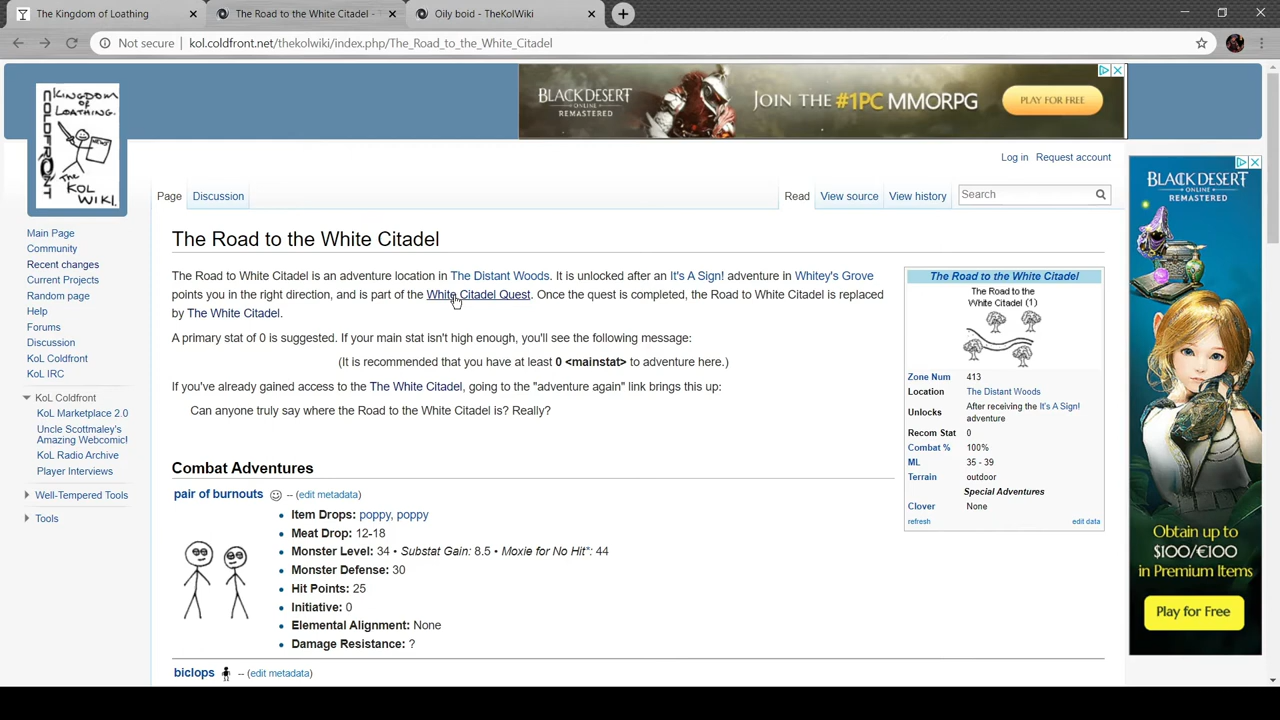 The Kingdom of Loathing
The Road to the White Citadel -
Oily boid - TheKolWiki
Not secure
kol.coldfront.net/thekolwiki/index.php/The_Road_to_the_White_Citadel
KINGDOM OF LOATHING.
COLDFRONT
NEWS
The KOL WIKI.
BLACK DESERT
ONLINE
REMASTERED
JOIN THE #1PC MMORPG
PLAY FOR FREE
Log in
Request account
Page
Discussion
Read
View source
View history
Search
Main Page
Community
Recent changes
Current Projects
Random page
Help
Forums
Discussion
KoL Coldfront
KoL IRC
KoL Coldfront
KoL Marketplace 2.0
Uncle Scottmaley's
Amazing Webcomic!
KoL Radio Archive
Player Interviews
Well-Tempered Tools
Tools
The Road to the White Citadel
The Road to White Citadel is an adventure location in The Distant Woods. It is unlocked after an It's A Sign! adventure in Whitey's Grove
points you in the right direction, and is part of the White Citadel Quest. Once the quest is completed, the Road to White Citadel is replaced
by The White Citadel.
A primary stat of 0 is suggested. If your main stat isn't high enough, you'll see the following message:
(It is recommended that you have at least 0 <mainstat> to adventure here.)
If you've already gained access to the The White Citadel, going to the "adventure again" link brings this up:
Can anyone truly say where the Road to the White Citadel is? Really?
Combat Adventures
pair of burnouts -- (edit metadata)
Item Drops: poppy, poppy
Meat Drop: 12-18
Monster Level: 34 • Substat Gain: 8.5 • Moxie for No Hit*: 44
Monster Defense: 30
Hit Points: 25
Initiative: 0
Elemental Alignment: None
Damage Resistance: ?
biclops -- (edit metadata)
The Road to the White Citadel
The Road to the
White Citadel (1)
Zone Num 413
Location The Distant Woods
Unlocks After receiving the It's A Sign!
adventure
Recom Stat 0
Combat % 100%
ML 35 - 39
Terrain outdoor
Special Adventures
Clover None
refresh
edit data
BLACK DESERT
ONLINE
REMASTERED
Obtain up to
$100/€100
in Premium Items
Play for Free